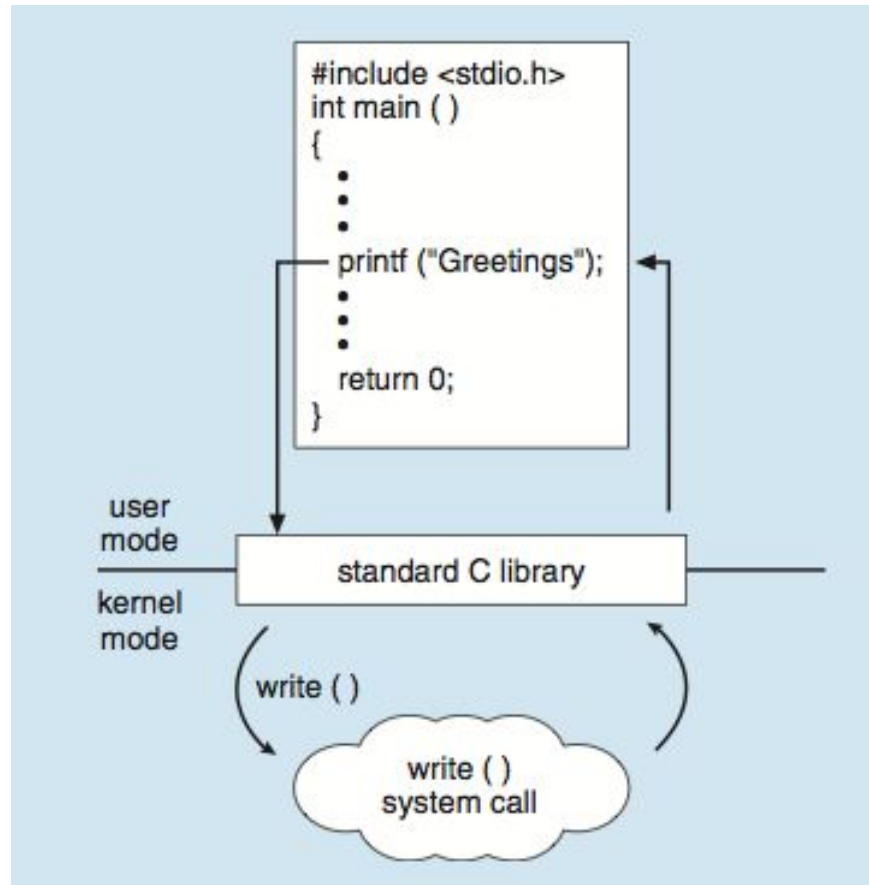 #include <stdio.h>
int main ( )
{
•
•
•
printf ("Greetings");
•
•
•
return 0;
}
user
mode
standard C library
kernel
mode
write ( )
write ( )
system call